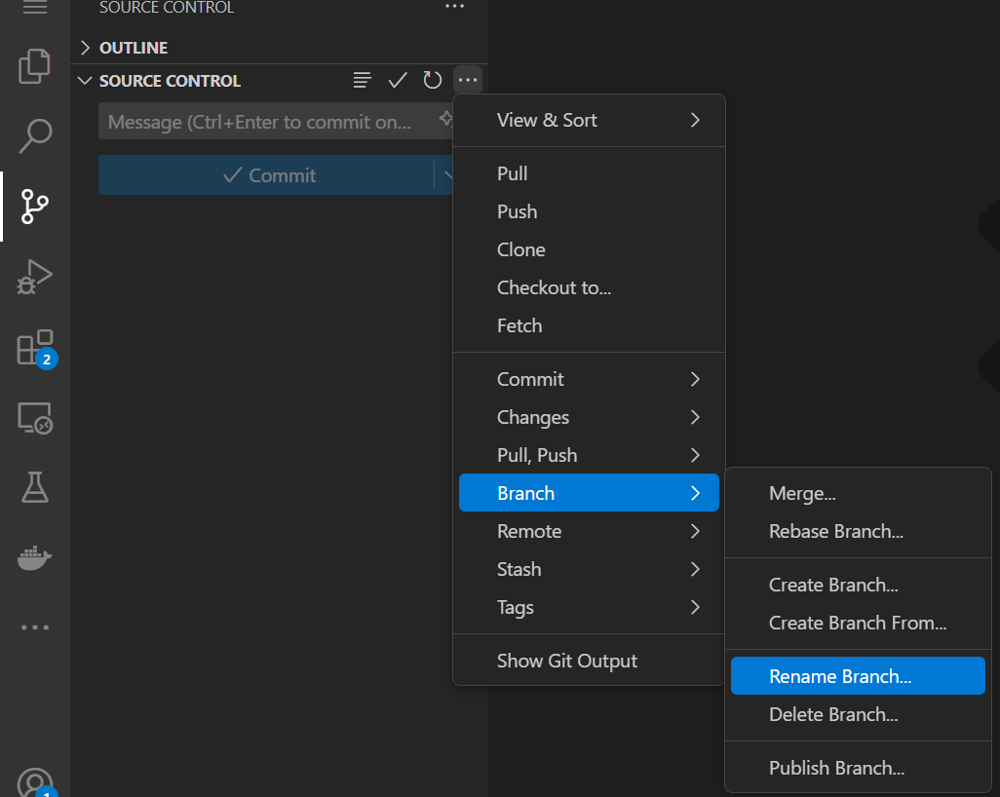 SOURCE CONTROL
OUTLINE
SOURCE CONTROL
Message (Ctrl+Enter to commit on...
Commit
View & Sort
Pull
Push
Clone
Checkout to...
Fetch
Commit
Changes
Pull, Push
Branch
Remote
Stash
Tags
Show Git Output
Merge...
Rebase Branch...
Create Branch...
Create Branch From...
Rename Branch...
Delete Branch...
Publish Branch...
2
1